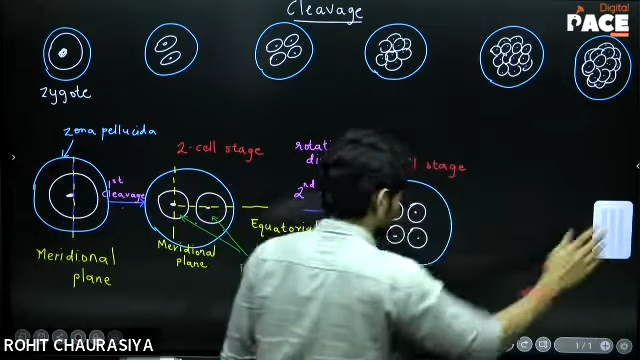 Cleavage
Digital
PACE
zygote
zona pellucida
2-cell stage
stage
1st
cleavage
2nd
Meridional
plane
Meridional
plane
ROHIT CHAURASIYA
1/1